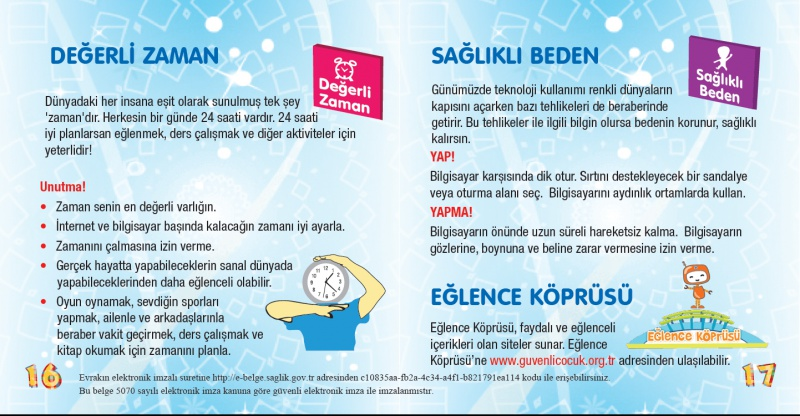 DEĞERLİ ZAMAN
Değerli
Zaman
Dünyadaki her insana eşit olarak sunulmuş tek şey
'zaman'dır. Herkesin bir günde 24 saati vardır. 24 saati
iyi planlarsan eğlenmek, ders çalışmak ve diğer aktiviteler için
yeterlidir!
Unutma!
• Zaman senin en değerli varlığın.
• İnternet ve bilgisayar başında kalacağın zamanı iyi ayarla.
• Zamanını çalmasına izin verme.
• Gerçek hayatta yapabileceklerin sanal dünyada
yapabileceklerinden daha eğlenceli olabilir.
• Oyun oynamak, sevdiğin sporları
yapmak, ailenle ve arkadaşlarınla
beraber vakit geçirmek, ders çalışmak ve
kitap okumak için zamanını planla.
16
SAĞLIKLI BEDEN
Sağlıklı
Beden
Günümüzde teknoloji kullanımı renkli dünyaların
kapısını açarken bazı tehlikeleri de beraberinde
getirir. Bu tehlikeler ile ilgili bilgin olursa bedenin korunur, sağlıklı
kalırsın.
YAP!
Bilgisayar karşısında dik otur. Sırtını destekleyecek bir sandalye
veya oturma alanı seç. Bilgisayarını aydınlık ortamlarda kullan.
YAPMA!
Bilgisayarın önünde uzun süreli hareketsiz kalma. Bilgisayarın
gözlerine, boynuna ve beline zarar vermesine izin verme.
EĞLENCE KÖPRÜSÜ
EĞLENCE KÖPRÜSÜ
Eğlence Köprüsü, faydalı ve eğlenceli
içerikleri olan siteler sunar. Eğlence
Köprüsü'ne www.guvenlicocuk.org.tr adresinden ulaşılabilir.
17
Evrakın elektronik imzalı suretine http://e-belge.saglik.gov.tr adresinden c10835aa-fb2a-4c34-a4f1-b821791ea114 kodu ile erişebilirsiniz.
Bu belge 5070 sayılı elektronik imza kanuna göre güvenli elektronik imza ile imzalanmıştır.